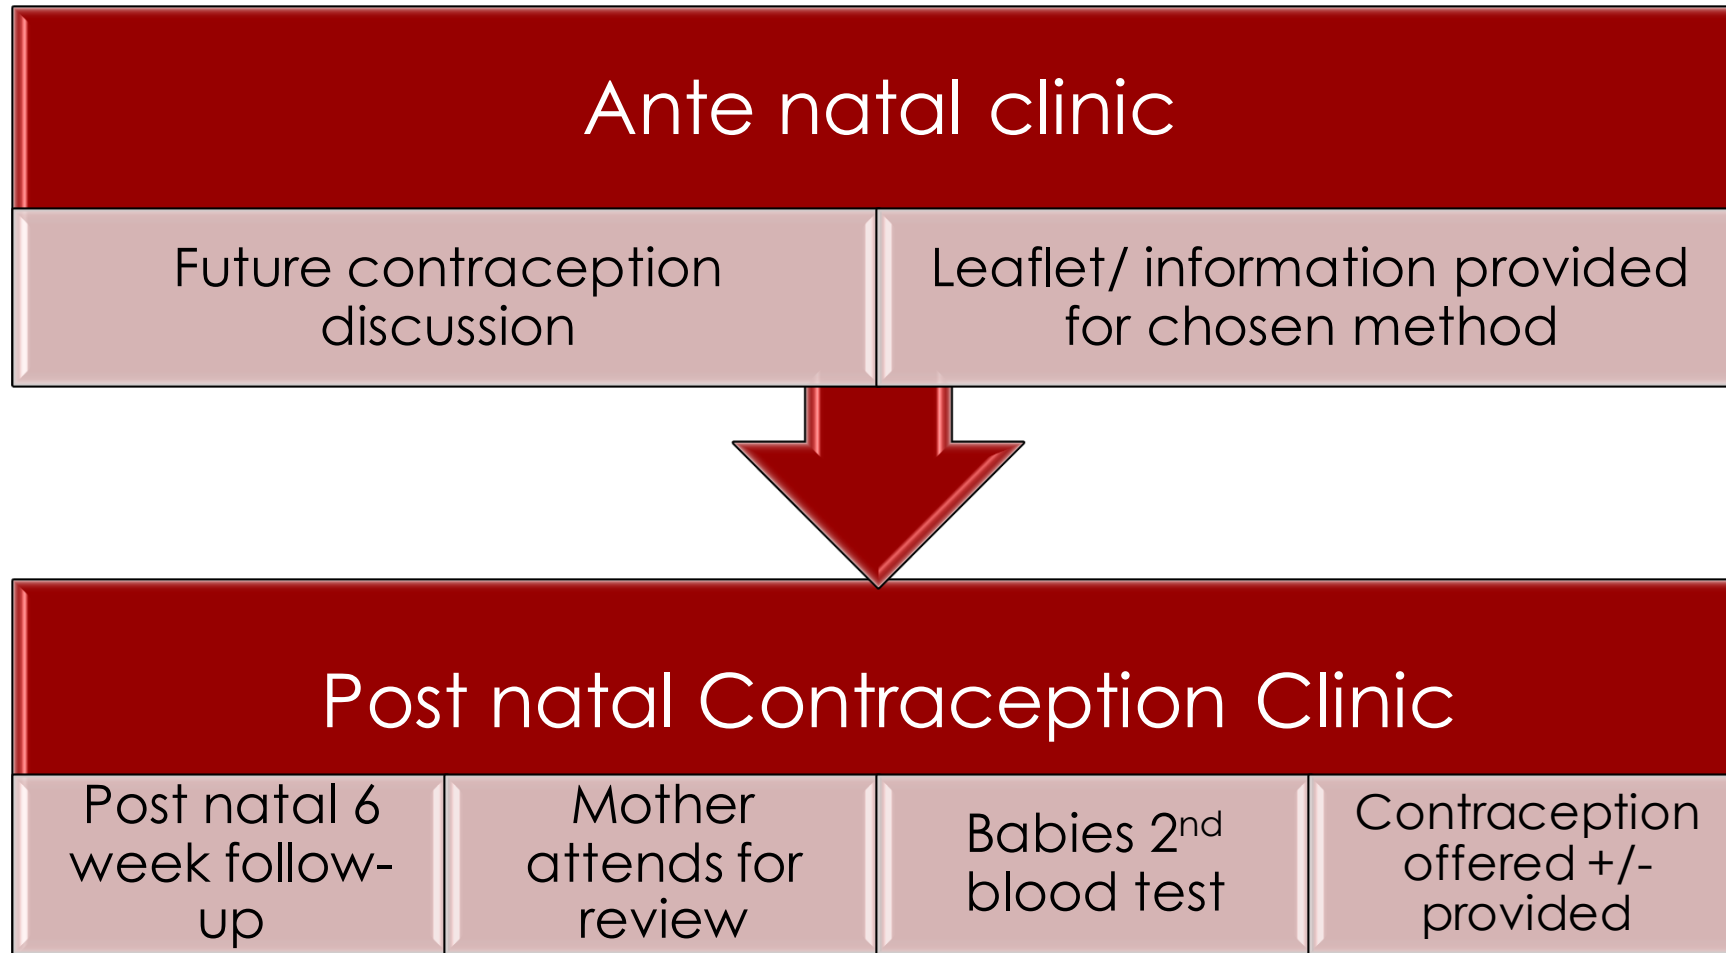 Ante natal clinic
Future contraception
discussion
Leaflet/ information provided
for chosen method
Post natal Contraception Clinic
Post natal 6
week follow-
up
Mother
attends for
review
Babies 2nd
blood test
Contraception
offered +/-
provided